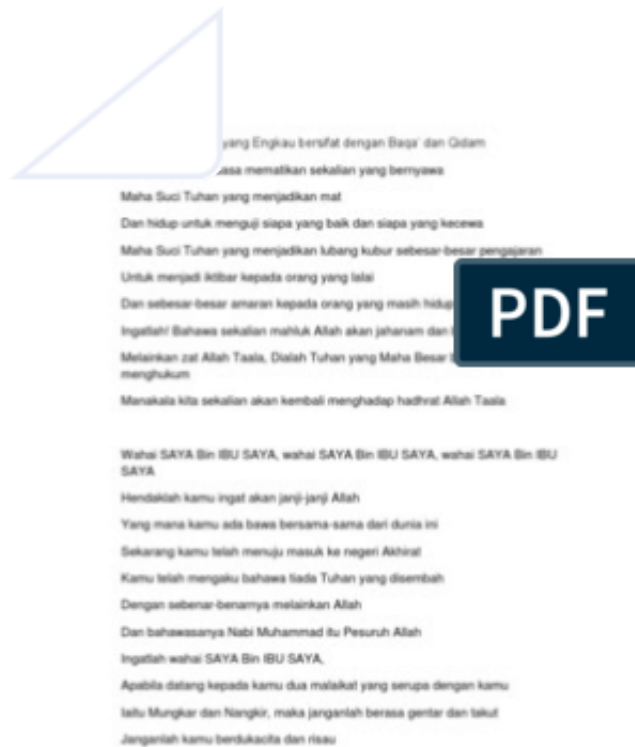 yang Engkau bersifat dengan Baqa' dan Qidam
mematikan sekalian yang bernyawa
Maha Suci Tuhan yang menjadikan mat
Dan hidup untuk menguji siapa yang baik dan siapa yang kecewa
Maha Suci Tuhan yang menjadikan lubang kubur sebesar-besar pengajaran
Untuk menjadi iktibar kepada orang yang lalai
Dan sebesar-besar amaran kepada orang yang masih hidup
PDF
Ingatlah! Bahawa sekalian mahluk Allah akan jahanam dan
Melainkan zat Allah Taala, Dialah Tuhan yang Maha Besar
menghukum
Manakala kita sekalian akan kembali menghadap hadhrat Allah Taala
Wahai SAYA Bin IBU SAYA, wahai SAYA Bin IBU SAYA, wahai SAYA Bin IBU
SAYA
Hendaklah kamu ingat akan janji-janji Allah
Yang mana kamu ada bawa bersama-sama dari dunia ini
Sekarang kamu telah menuju masuk ke negeri Akhirat
Kamu telah mengaku bahawa tiada Tuhan yang disembah
Dengan sebenar-benarnya melainkan Allah
Dan bahawasanya Nabi Muhammad itu Pesuruh Allah
Ingatlah wahai SAYA Bin IBU SAYA,
Apabila datang kepada kamu dua malaikat yang serupa dengan kamu
Iaitu Mungkar dan Nangkir, maka janganlah berasa gentar dan takut
Janganlah kamu berdukacita dan risau